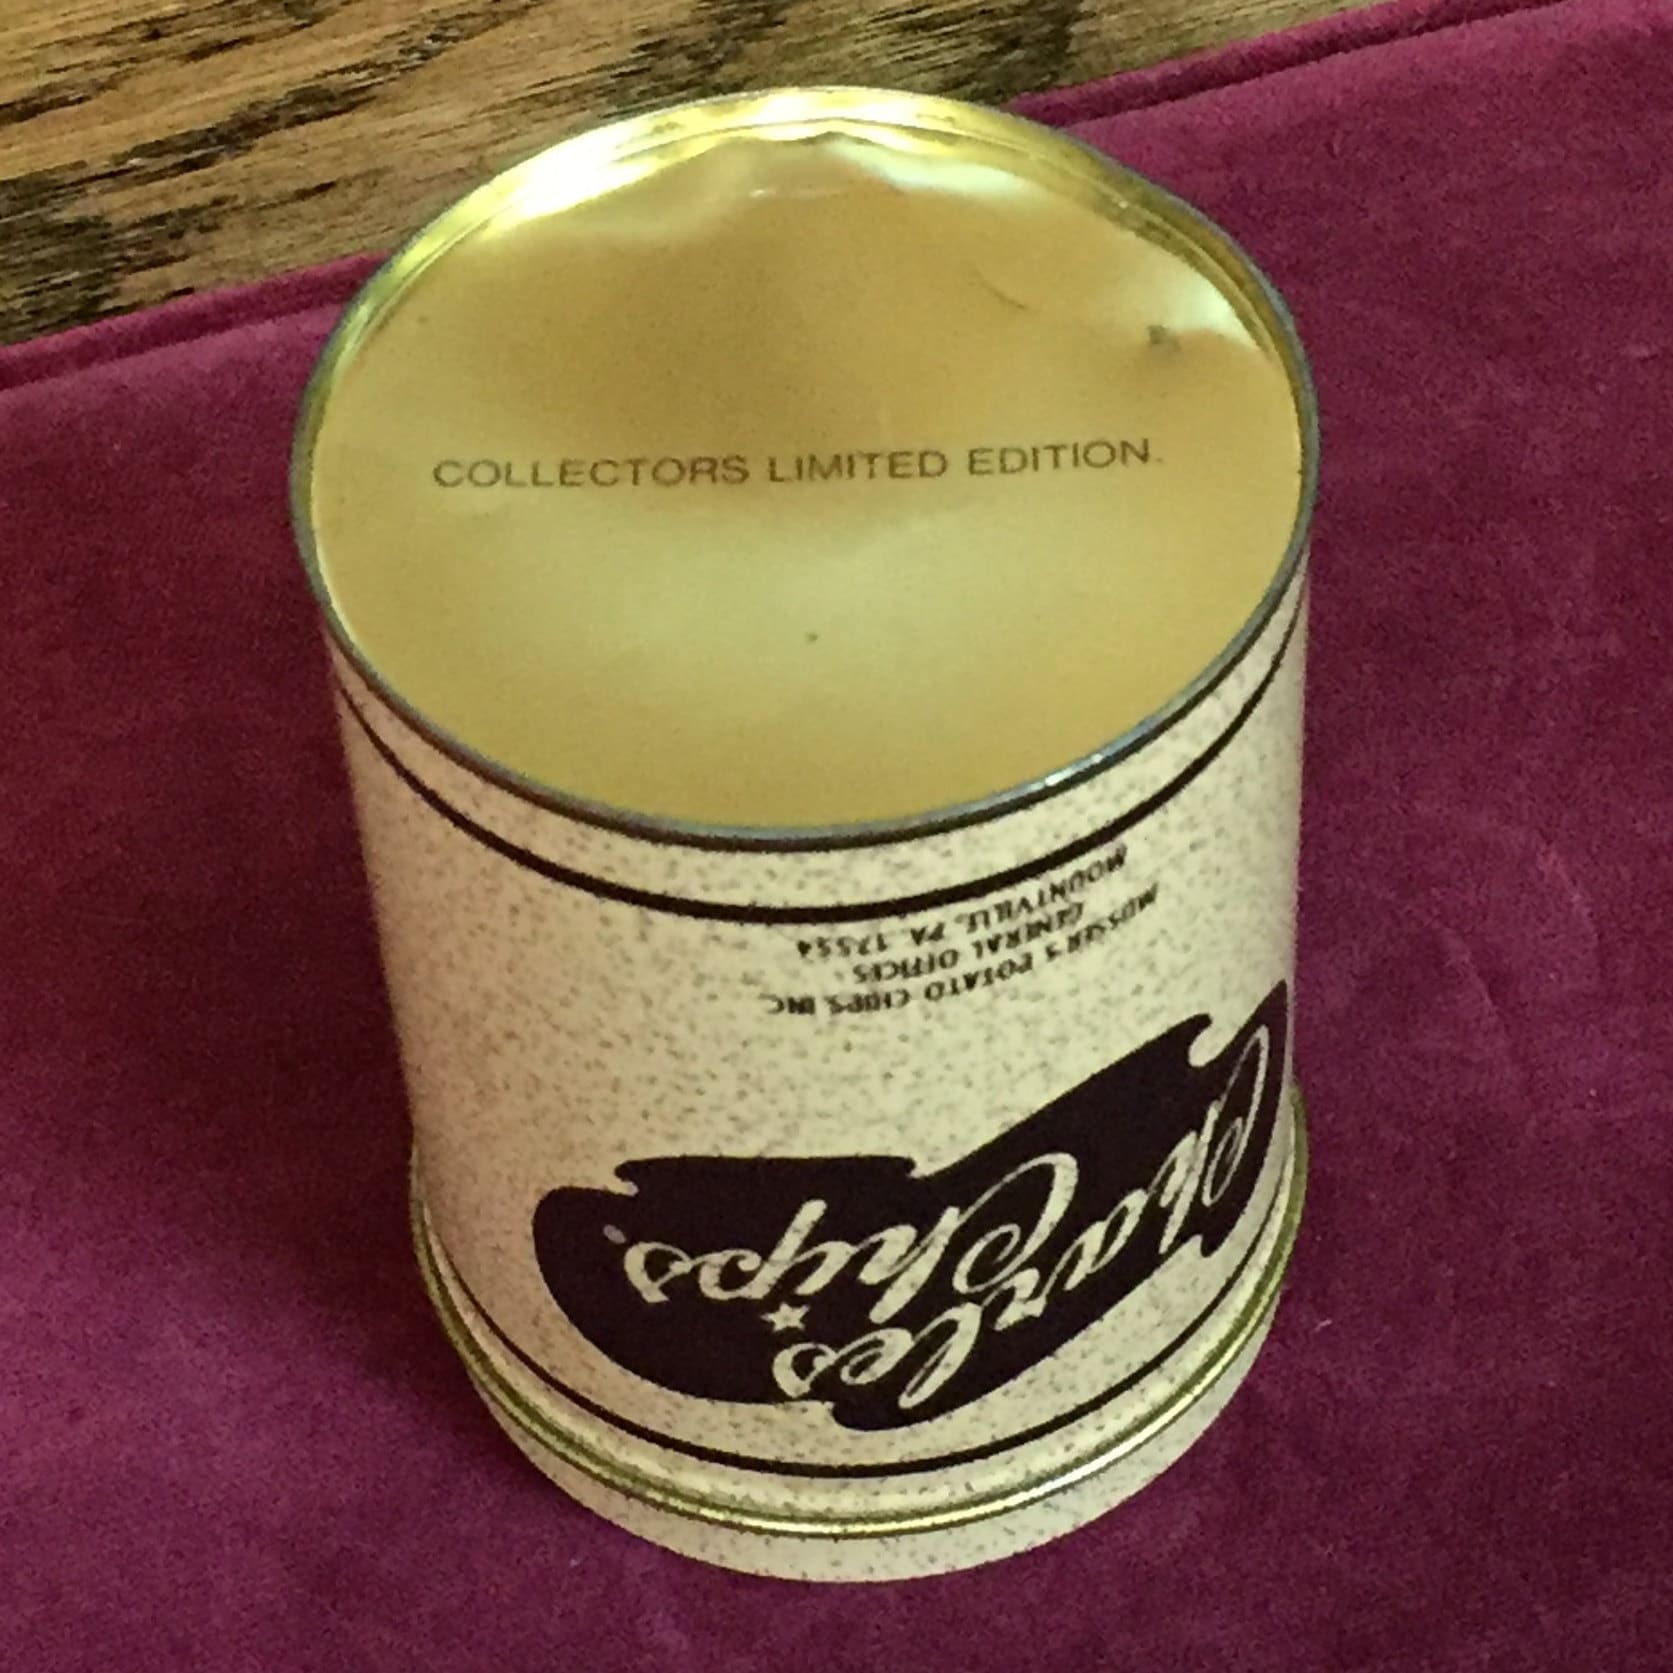 COLLECTORS LIMITED EDITION.
Charles
Chips
MUSSER'S POTATO CHIPS, INC.
GENERAL OFFICES
MOUNTVILLE, PA. 17554